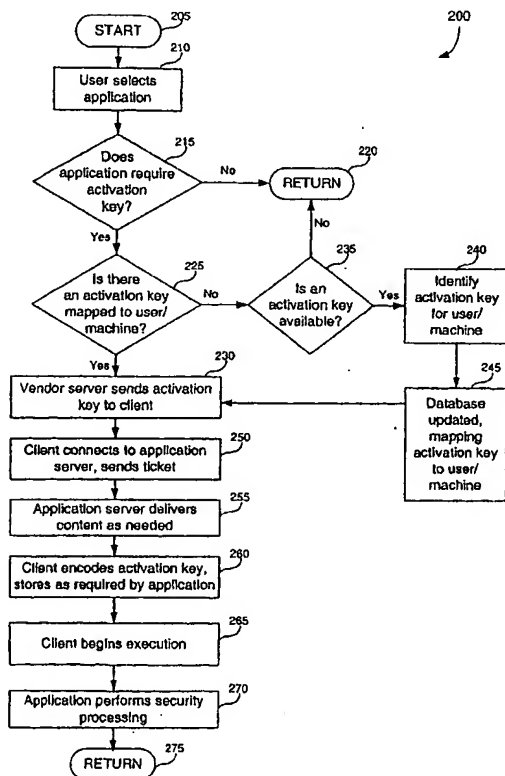 205
START
200
210
User selects
application
215
Does
application require
activation
key?
No
220
RETURN
Yes
No
225
Is there
an activation key
mapped to user/
machine?
No
235
Is an
activation key
available?
Yes
240
Identify
activation key
for user/
machine
Yes
230
Vendor server sends activation
key to client
245
Database
updated,
mapping
activation key
to user/
machine
250
Client connects to application
server, sends ticket
255
Application server delivers
content as needed
260
Client encodes activation key,
stores as required by application
265
Client begins execution
270
Application performs security
processing
275
RETURN